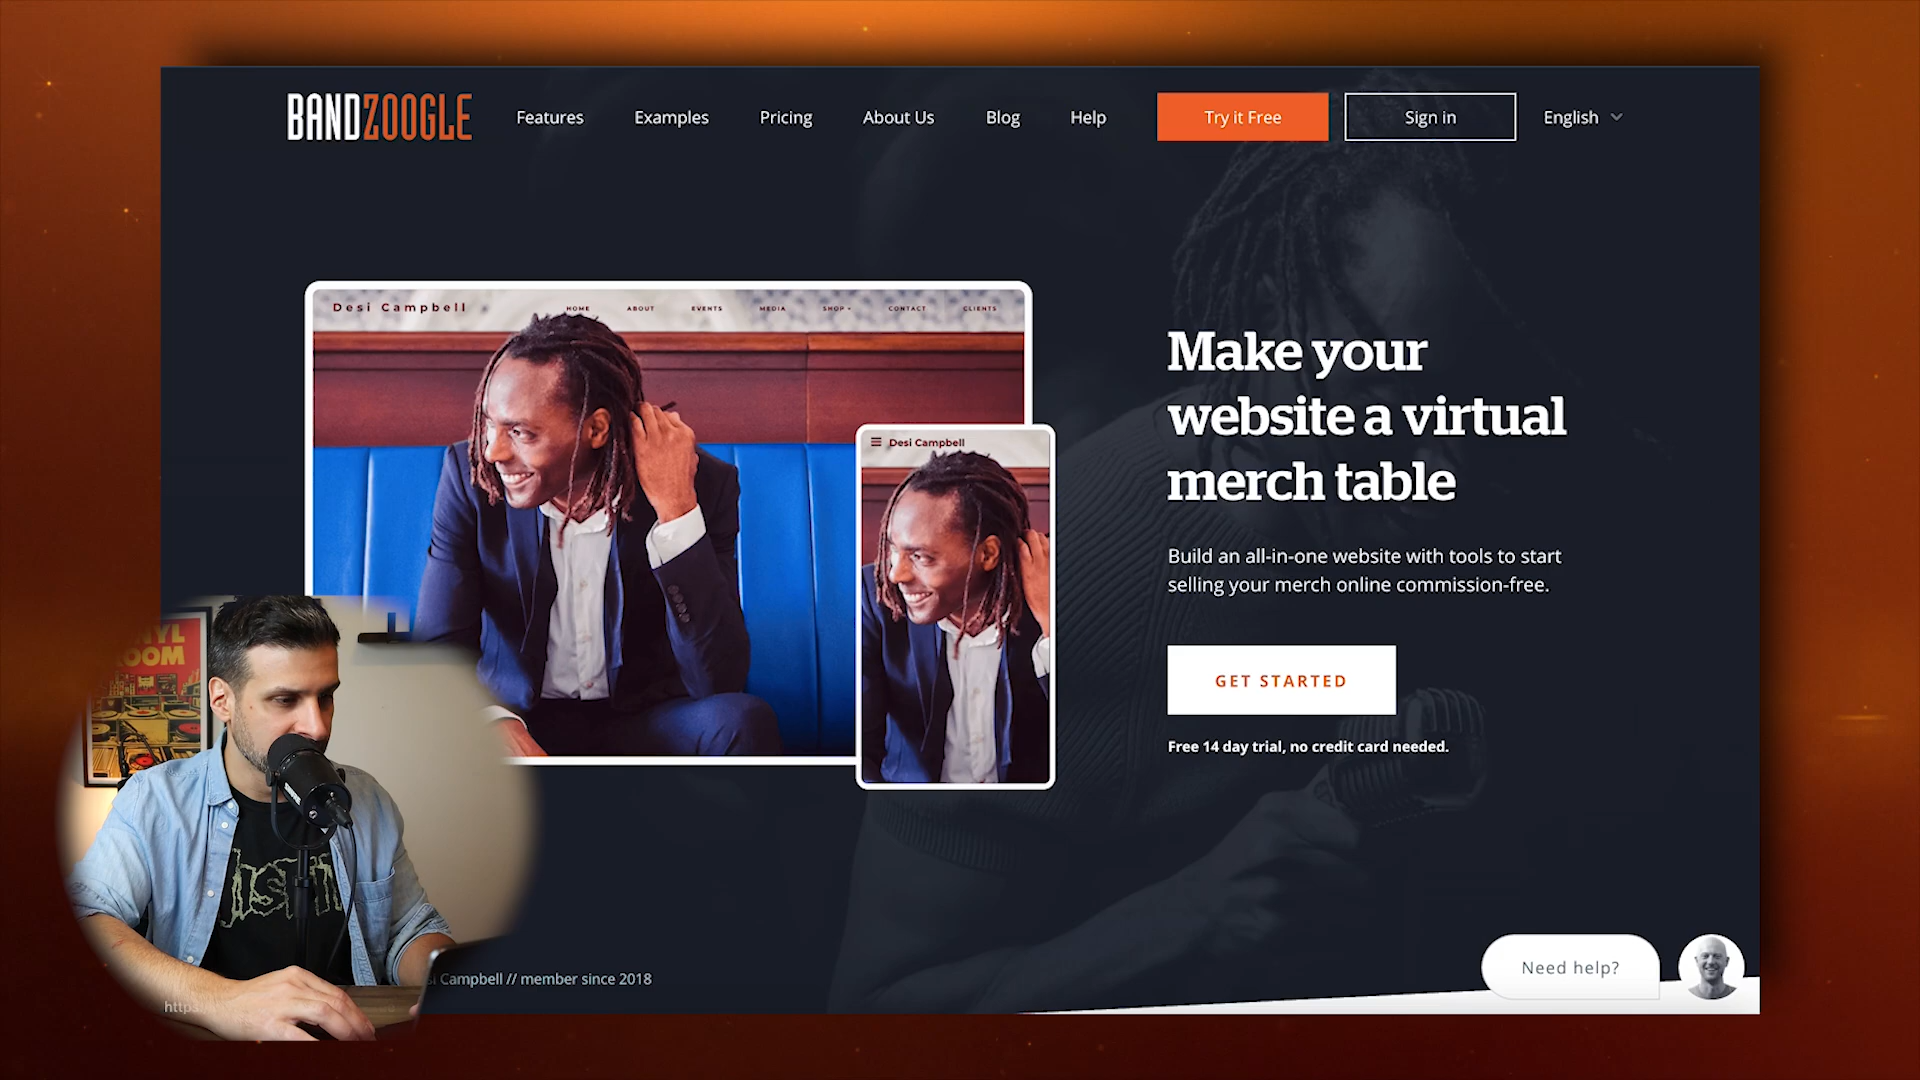 BANDZOOGLE
Features
Examples
Pricing
About Us
Blog
Help
Try it Free
Sign in
English
Desi Campbell
HOME
ABOUT
EVENTS
MEDIA
SHOP
CONTACT
CLIENTS
Desi Campbell
Make your
website a virtual
merch table
Build an all-in-one website with tools to start
selling your merch online commission-free.
GET STARTED
Free 14 day trial, no credit card needed.
ROOM
Campbell // member since 2018
https:
Need help?